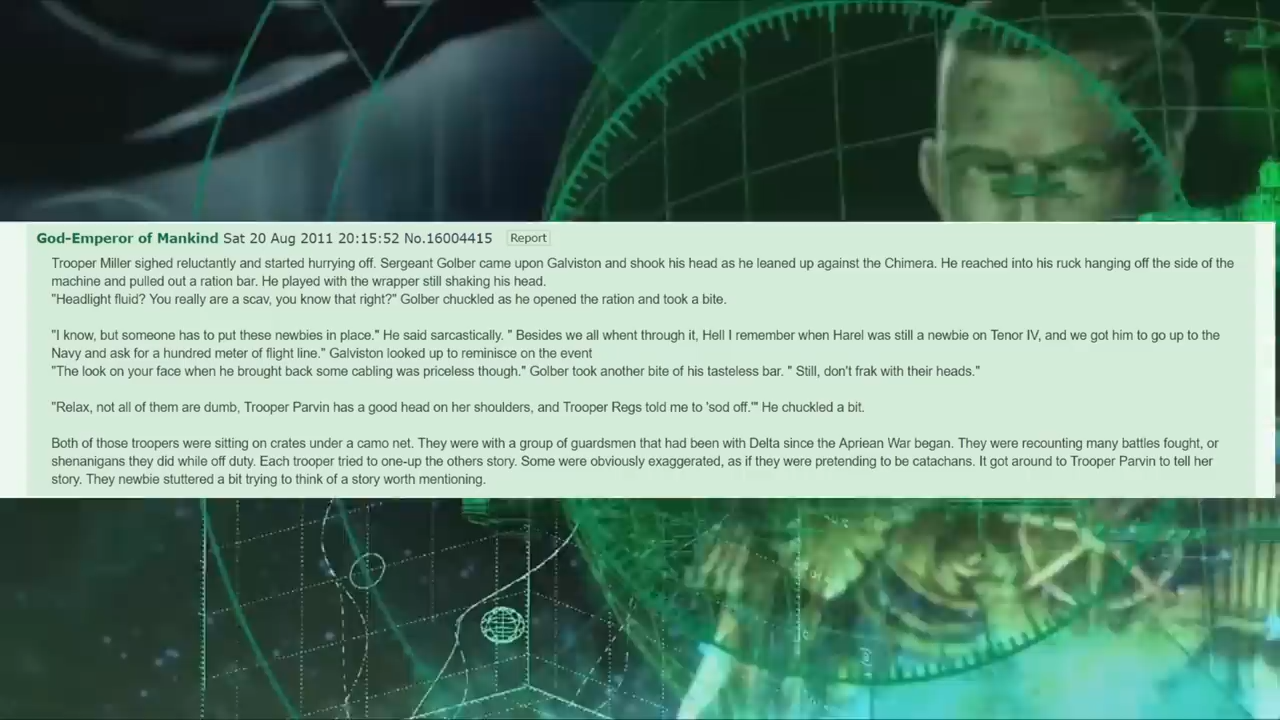 God-Emperor of Mankind Sat 20 Aug 2011 20:15:52 No.16004415 Report
Trooper Miller sighed reluctantly and started hurrying off. Sergeant Golber came upon Galviston and shook his head as he leaned up against the Chimera. He reached into his ruck hanging off the side of the
machine and pulled out a ration bar. He played with the wrapper still shaking his head.
"Headlight fluid? You really are a scav, you know that right?" Golber chuckled as he opened the ration and took a bite.
"I know, but someone has to put these newbies in place." He said sarcastically. " Besides we all whent through it, Hell I remember when Harel was still a newbie on Tenor IV, and we got him to go up to the
Navy and ask for a hundred meter of flight line." Galviston looked up to reminisce on the event
"The look on your face when he brought back some cabling was priceless though." Golber took another bite of his tasteless bar. " Still, don't frak with their heads."
"Relax, not all of them are dumb, Trooper Parvin has a good head on her shoulders, and Trooper Regs told me to 'sod off.'" He chuckled a bit.
Both of those troopers were sitting on crates under a camo net. They were with a group of guardsmen that had been with Delta since the Apriean War began. They were recounting many battles fought, or
shenanigans they did while off duty. Each trooper tried to one-up the others story. Some were obviously exaggerated, as if they were pretending to be catachans. It got around to Trooper Parvin to tell her
story. They newbie stuttered a bit trying to think of a story worth mentioning.